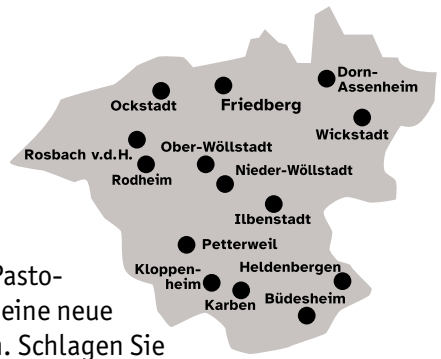 Dorn-
Assenheim
Ockstadt
Friedberg
Wickstadt
Rosbach v.d.H.
Ober-Wöllstadt
Rodheim
Nieder-Wöllstadt
Ilbenstadt
Petterweil
Kloppen-
heim
Heldenbergen
Karben
Büdesheim
eine neue
. Schlagen Sie